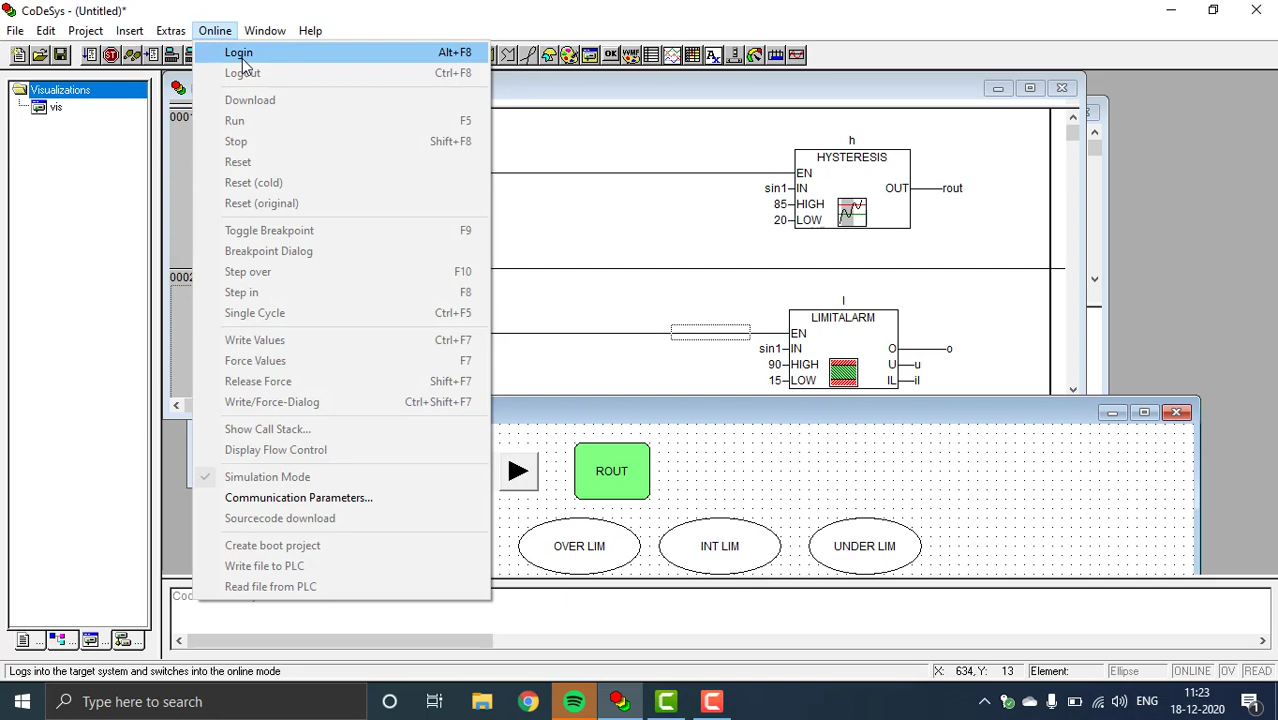 CoDeSys - (Untitled)*
File Edit Project Insert Extras Online Window Help
Login Alt+F8
Logout Ctrl+F8
Download
Run F5
Stop Shift+F8
Reset
Reset (cold)
Reset (original)
Toggle Breakpoint F9
Breakpoint Dialog
Step over F10
Step in F8
Single Cycle Ctrl+F5
Write Values Ctrl+F7
Force Values F7
Release Force Shift+F7
Write/Force-Dialog Ctrl+Shift+F7
Show Call Stack...
Display Flow Control
Simulation Mode
Communication Parameters...
Sourcecode download
Create boot project
Write file to PLC
Read file from PLC
Visualizations
vis
0001
h
HYSTERESIS
EN
sin1 IN OUT rout
85 HIGH
20 LOW
0002
l
LIMITALARM
EN
sin1 IN O o
90 HIGH U u
15 LOW IL il
ROUT
OVER LIM INT LIM UNDER LIM
Logs into the target system and switches into the online mode
X: 634, Y: 13 Element: Ellipse ONLINE OV READ
Type here to search
ENG
11:23
18-12-2020